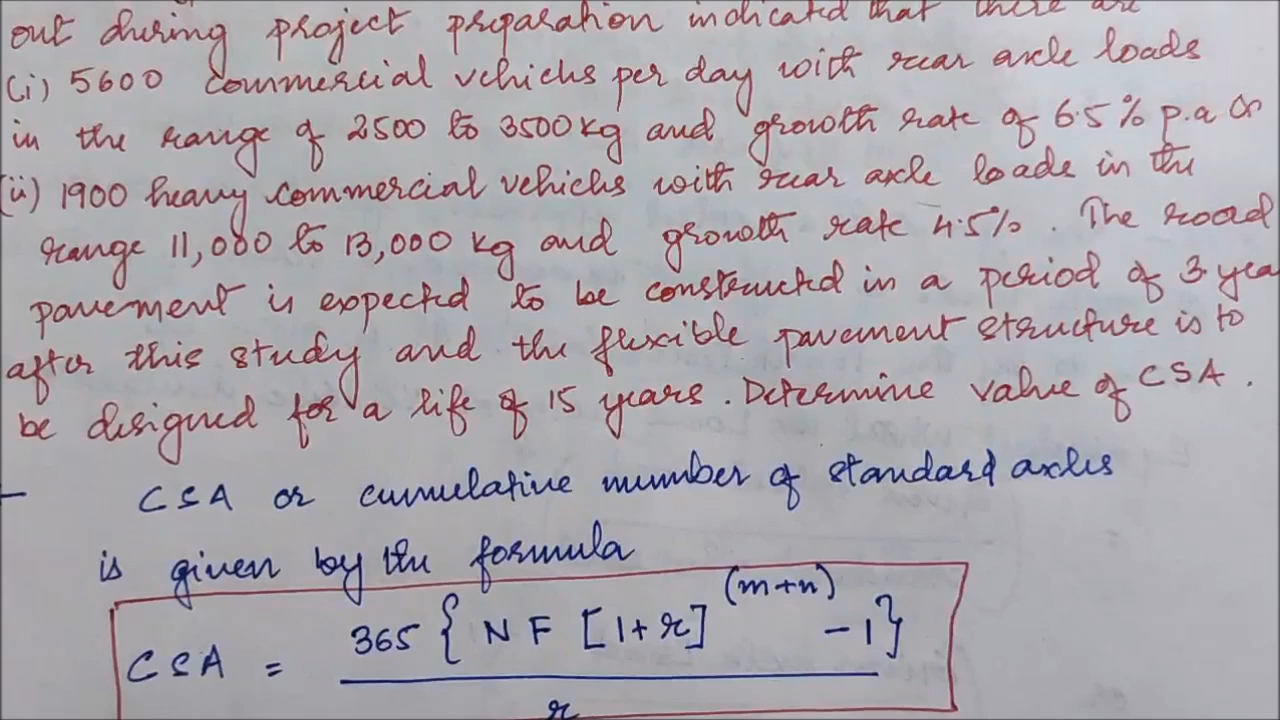 out during project preparation indicated that there are
(i) 5600 commercial vehicles per day with rear axle loads
in the range of 2500 to 3500kg and growth rate of 6.5% p.a or
(ii) 1900 heavy commercial vehicles with rear axle loads in the
range 11,000 to 13,000 kg and growth rate 4.5%. The road
pavement is expected to be constructed in a period of 3 yea
after this study and the flexible pavement structure is to
be designed for a life of 15 years. Determine value of CSA.
— CSA or cumulative number of standard axles
is given by the formula
(m+n)
CSA = 365 { NF [1+r] -1}
r